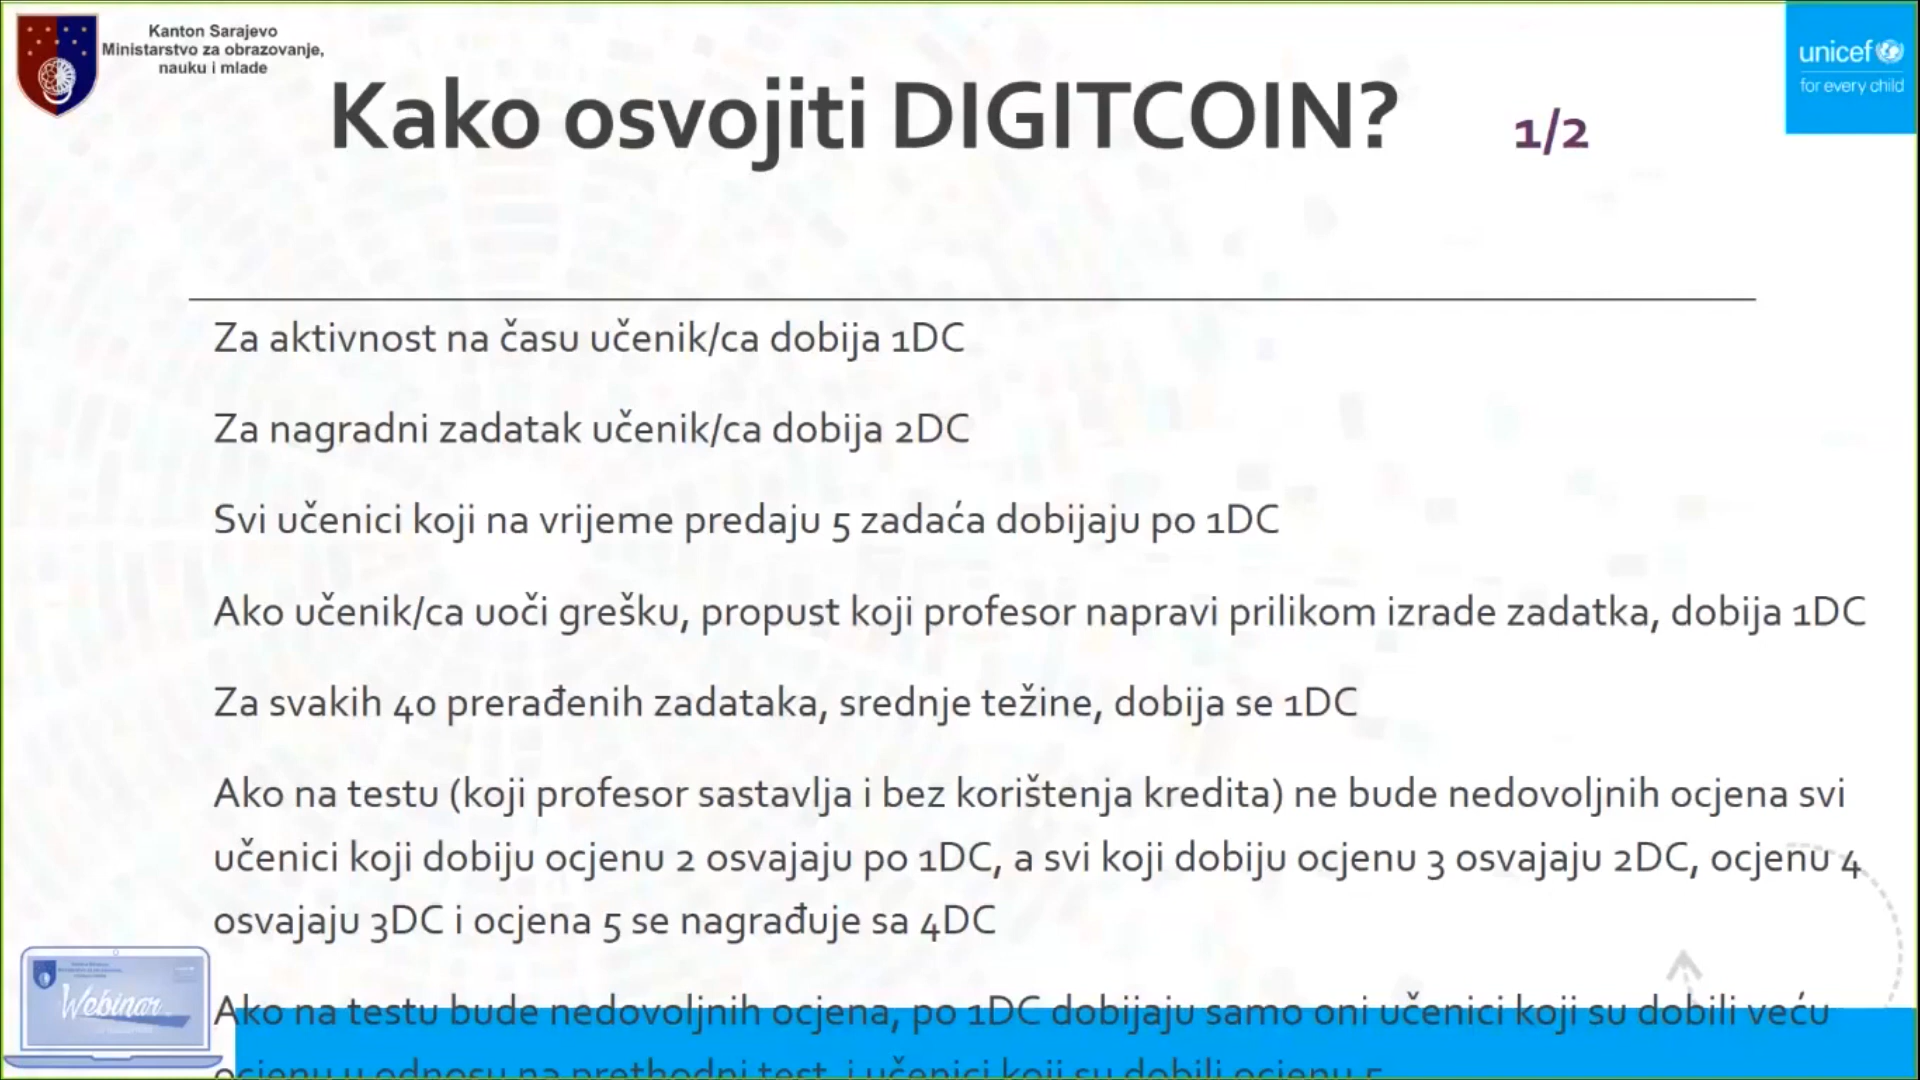 Kanton Sarajevo
Ministarstvo za obrazovanje,
nauku i mlade
unicef
for every child
Kako osvojiti DIGITCOIN?
1/2
Za aktivnost na času učenik/ca dobija 1DC
Za nagradni zadatak učenik/ca dobija 2DC
Svi učenici koji na vrijeme predaju 5 zadaća dobijaju po 1DC
Ako učenik/ca uoči grešku, propust koji profesor napravi prilikom izrade zadatka, dobija 1DC
Za svakih 40 prerađenih zadataka, srednje težine, dobija se 1DC
Ako na testu (koji profesor sastavlja i bez korištenja kredita) ne bude nedovoljnih ocjena svi
učenici koji dobiju ocjenu 2 osvajaju po 1DC, a svi koji dobiju ocjenu 3 osvajaju 2DC, ocjenu 4
osvajaju 3DC i ocjena 5 se nagrađuje sa 4DC
Ako na testu bude nedovoljnih ocjena, po 1DC dobijaju samo oni učenici koji su dobili veću
ocjenu u odnosu na prethodni test, i učenici koji su dobili ocjenu 5
Webinar